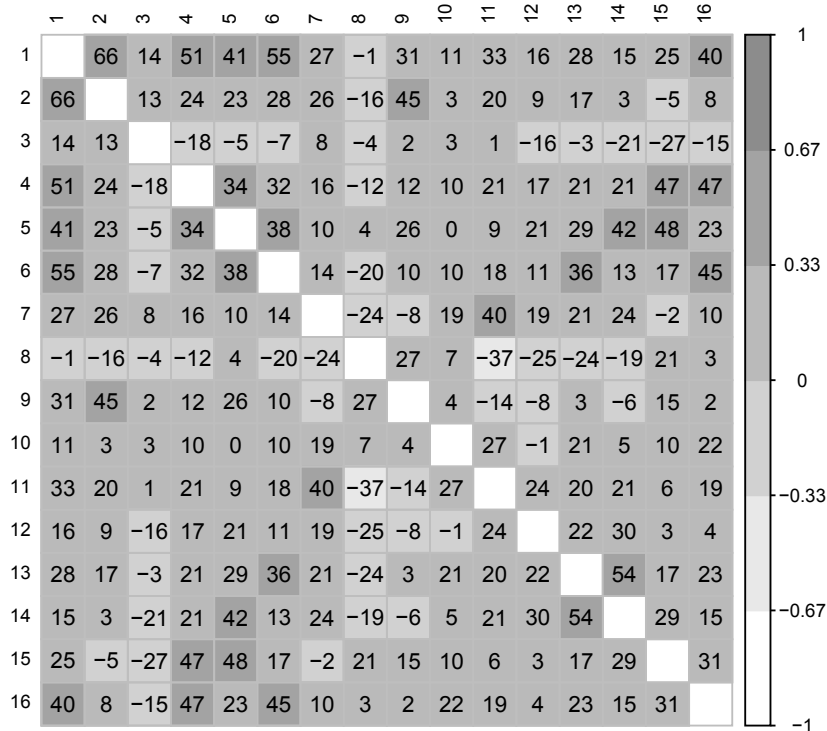 1 2 3 4 5 6 7 8 9 10 11 12 13 14 15 16
1 66 14 51 41 55 27 −1 31 11 33 16 28 15 25 40
2 66 13 24 23 28 26 −16 45 3 20 9 17 3 −5 8
3 14 13 −18 −5 −7 8 −4 2 3 1 −16 −3 −21 −27 −15
4 51 24 −18 34 32 16 −12 12 10 21 17 21 21 47 47
5 41 23 −5 34 38 10 4 26 0 9 21 29 42 48 23
6 55 28 −7 32 38 14 −20 10 10 18 11 36 13 17 45
7 27 26 8 16 10 14 −24 −8 19 40 19 21 24 −2 10
8 −1 −16 −4 −12 4 −20 −24 27 7 −37 −25 −24 −19 21 3
9 31 45 2 12 26 10 −8 27 4 −14 −8 3 −6 15 2
10 11 3 3 10 0 10 19 7 4 27 −1 21 5 10 22
11 33 20 1 21 9 18 40 −37 −14 27 24 20 21 6 19
12 16 9 −16 17 21 11 19 −25 −8 −1 24 22 30 3 4
13 28 17 −3 21 29 36 21 −24 3 21 20 22 54 17 23
14 15 3 −21 21 42 13 24 −19 −6 5 21 30 54 29 15
15 25 −5 −27 47 48 17 −2 21 15 10 6 3 17 29 31
16 40 8 −15 47 23 45 10 3 2 22 19 4 23 15 31
1
0.67
0.33
0
−0.33
−0.67
−1